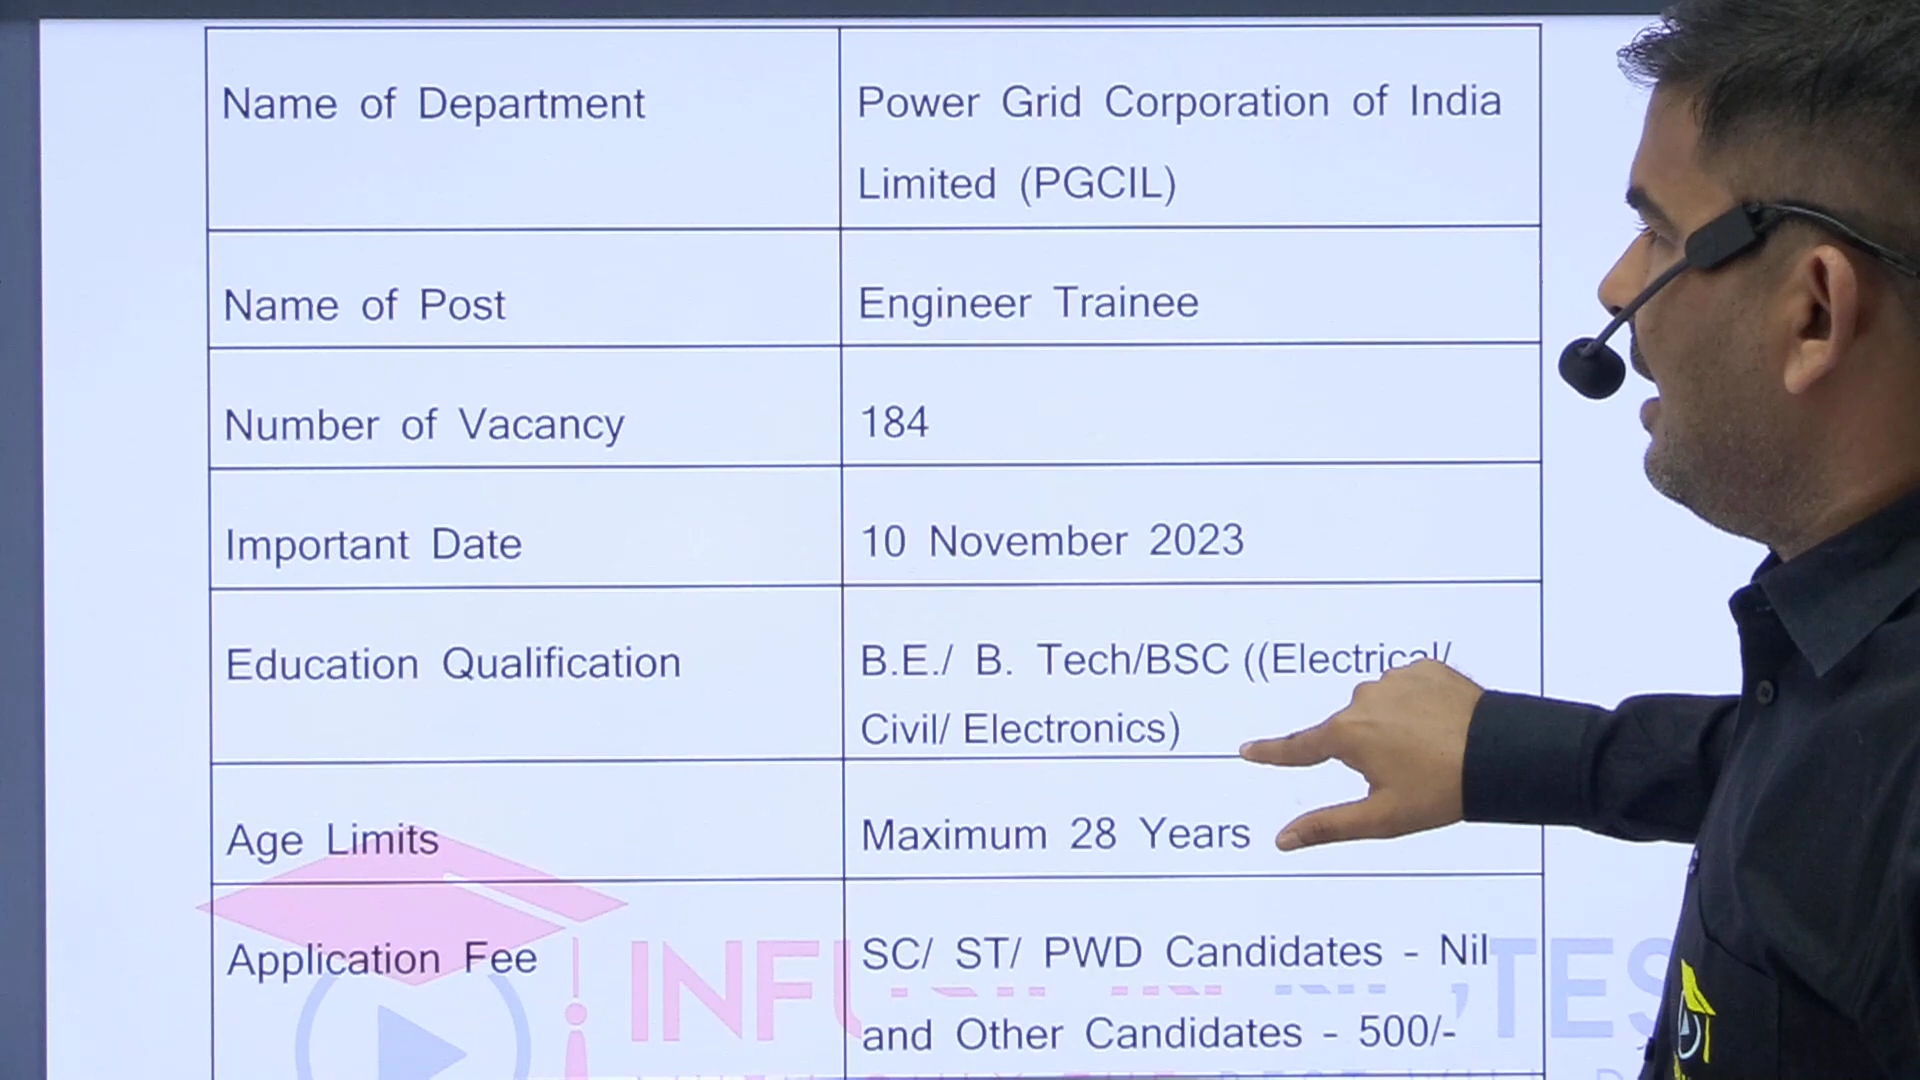 Name of Department
Power Grid Corporation of India
Limited (PGCIL)
Name of Post
Engineer Trainee
Number of Vacancy
184
Important Date
10 November 2023
Education Qualification
B.E./ B. Tech/BSC ((Electrical/
Civil/ Electronics)
Age Limits
Maximum 28 Years
Application Fee
SC/ ST/ PWD Candidates - Nil
and Other Candidates - 500/-